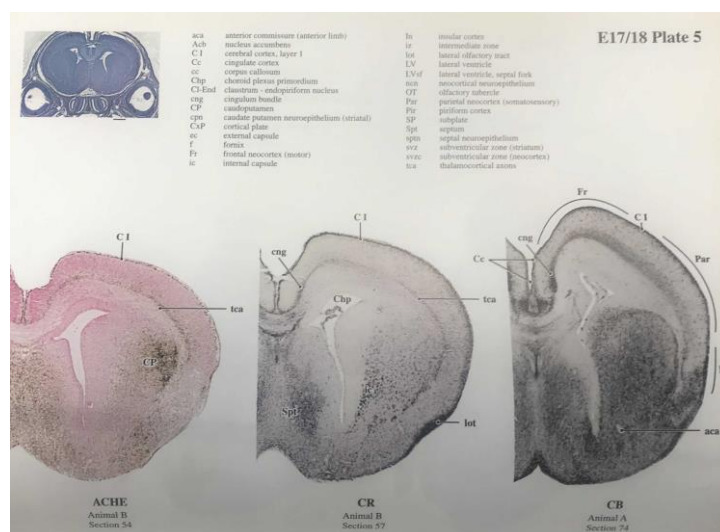 E17/18 Plate 5
aca anterior commissure (anterior limb)
Acb nucleus accumbens
C I cerebral cortex, layer 1
Cc cingulate cortex
cc corpus callosum
Chp choroid plexus primordium
Cl-End claustrum - endopiriform nucleus
cng cingulum bundle
CP caudoputamen
cpn caudate putamen neuroepithelium (striatal)
CxP cortical plate
ec external capsule
f fornix
Fr frontal neocortex (motor)
ic internal capsule
In insular cortex
iz intermediate zone
lot lateral olfactory tract
LV lateral ventricle
LVsf lateral ventricle, septal fork
ncn neocortical neuroepithelium
OT olfactory tubercle
Par parietal neocortex (somatosensory)
Pir piriform cortex
SP subplate
Spt septum
sptn septal neuroepithelium
svz subventricular zone (striatum)
svzc subventricular zone (neocortex)
tca thalamocortical axons
C I
tca
CP
ACHE
Animal B
Section 54
C I
cng
Chp
tca
Spt
lot
CR
Animal B
Section 57
Fr
C I
cng
Cc
Par
aca
CB
Animal A
Section 74